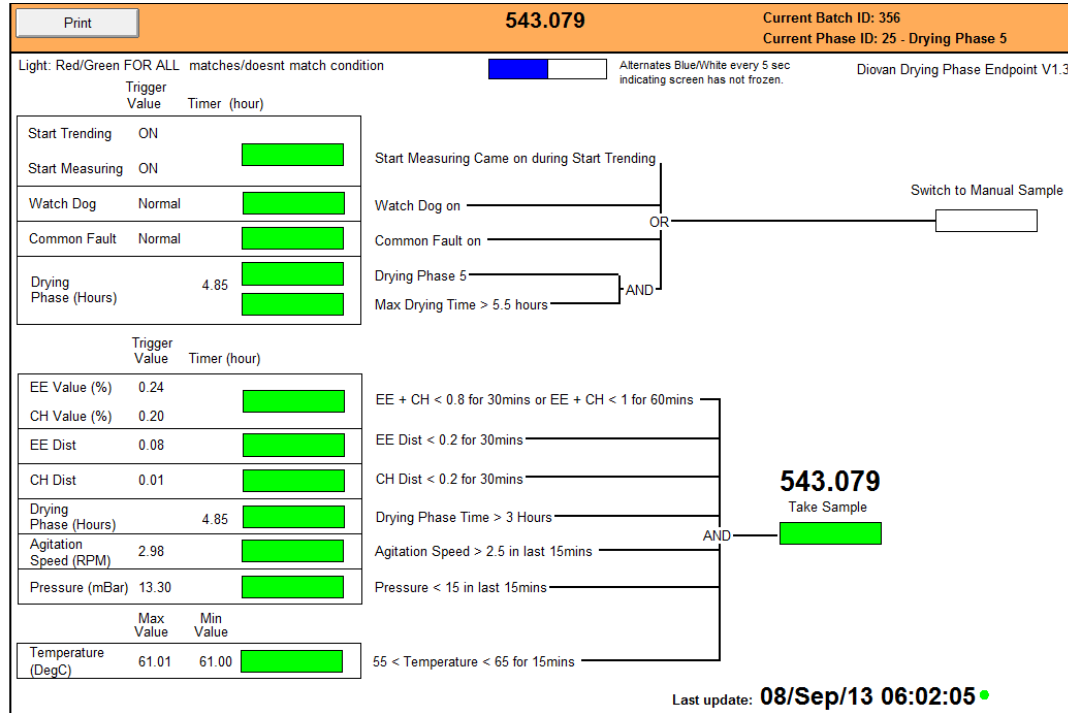 Print
543.079
Current Batch ID: 356
Current Phase ID: 25 - Drying Phase 5
Light: Red/Green FOR ALL matches/doesnt match condition
Alternates Blue/White every 5 sec
indicating screen has not frozen.
Diovan Drying Phase Endpoint V1.3
Trigger
Value Timer (hour)
Start Trending ON
Start Measuring ON
Start Measuring Came on during Start Trending
Watch Dog Normal
Watch Dog on
Common Fault Normal
Common Fault on
Drying
Phase (Hours) 4.85
Drying Phase 5
Max Drying Time > 5.5 hours
AND
OR
Switch to Manual Sample
Trigger
Value Timer (hour)
EE Value (%) 0.24
CH Value (%) 0.20
EE + CH < 0.8 for 30mins or EE + CH < 1 for 60mins
EE Dist 0.08
EE Dist < 0.2 for 30mins
CH Dist 0.01
CH Dist < 0.2 for 30mins
Drying
Phase (Hours) 4.85
Drying Phase Time > 3 Hours
Agitation
Speed (RPM) 2.98
Agitation Speed > 2.5 in last 15mins
Pressure (mBar) 13.30
Pressure < 15 in last 15mins
Max
Value
Min
Value
Temperature
(DegC) 61.01 61.00
55 < Temperature < 65 for 15mins
AND
543.079
Take Sample
Last update: 08/Sep/13 06:02:05